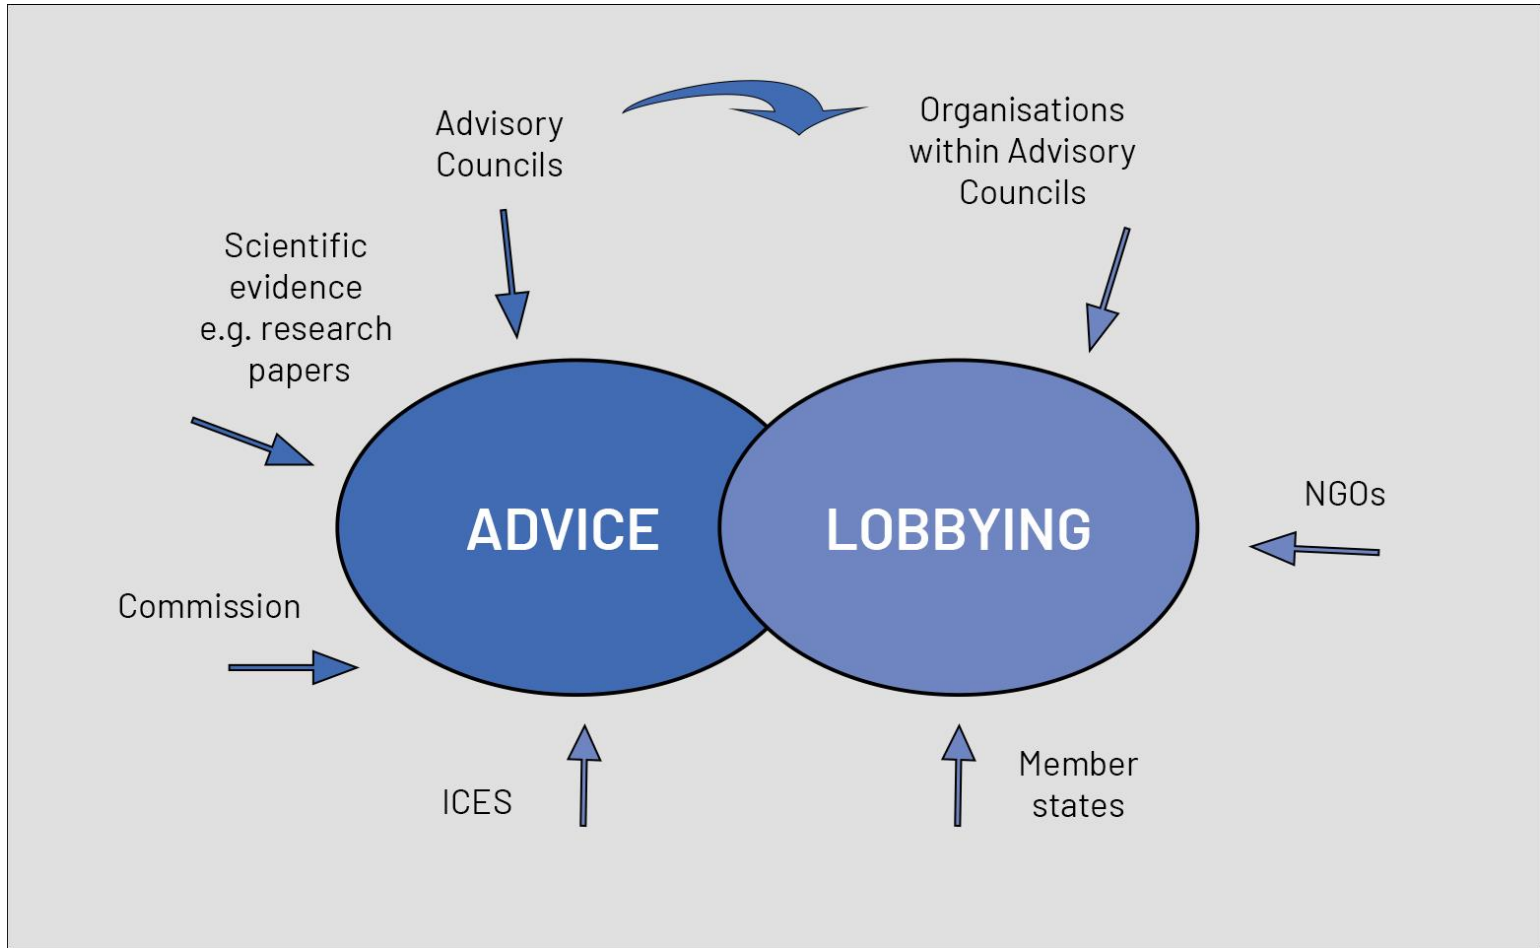 Advisory
Councils
Organisations
within Advisory
Councils
Scientific
evidence
e.g. research
papers
ADVICE
LOBBYING
NGOs
Commission
ICES
Member
states